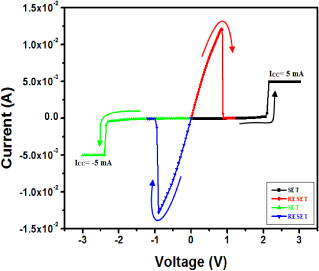 1.5x10⁻²
1.0x10⁻²
5.0x10⁻³
0.0
-5.0x10⁻³
-1.0x10⁻²
-1.5x10⁻²
Current (A)
Icc= 5 mA
Icc= -5 mA
SET
RESET
SET
RESET
-3 -2 -1 0 1 2 3
Voltage (V)